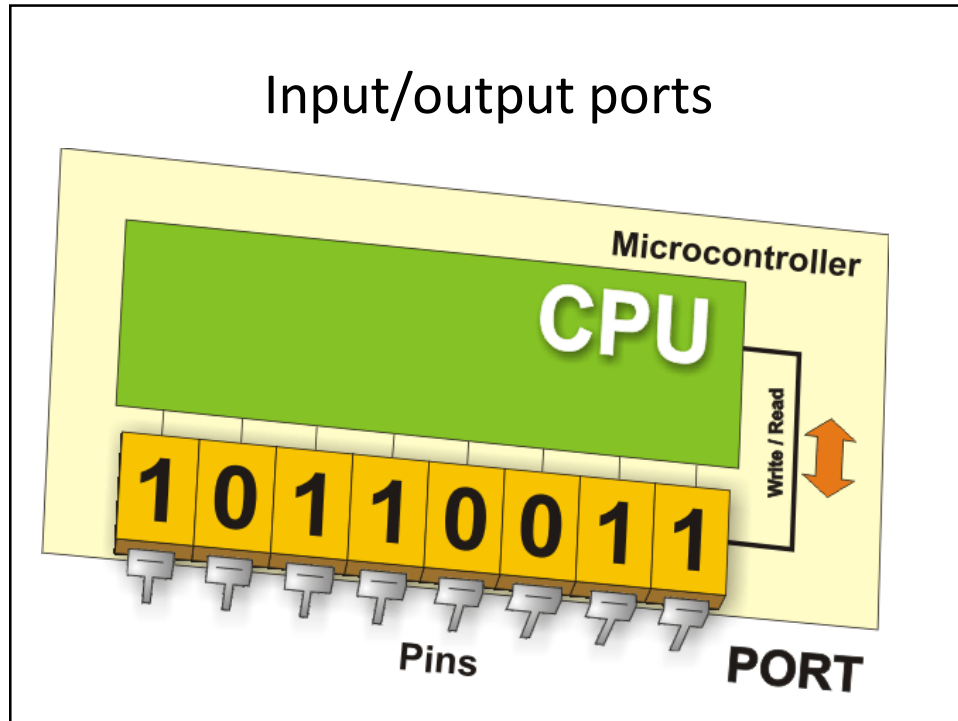 Input/output ports
Microcontroller
CPU
Write / Read
1 0 1 1 0 0 1 1
Pins
PORT